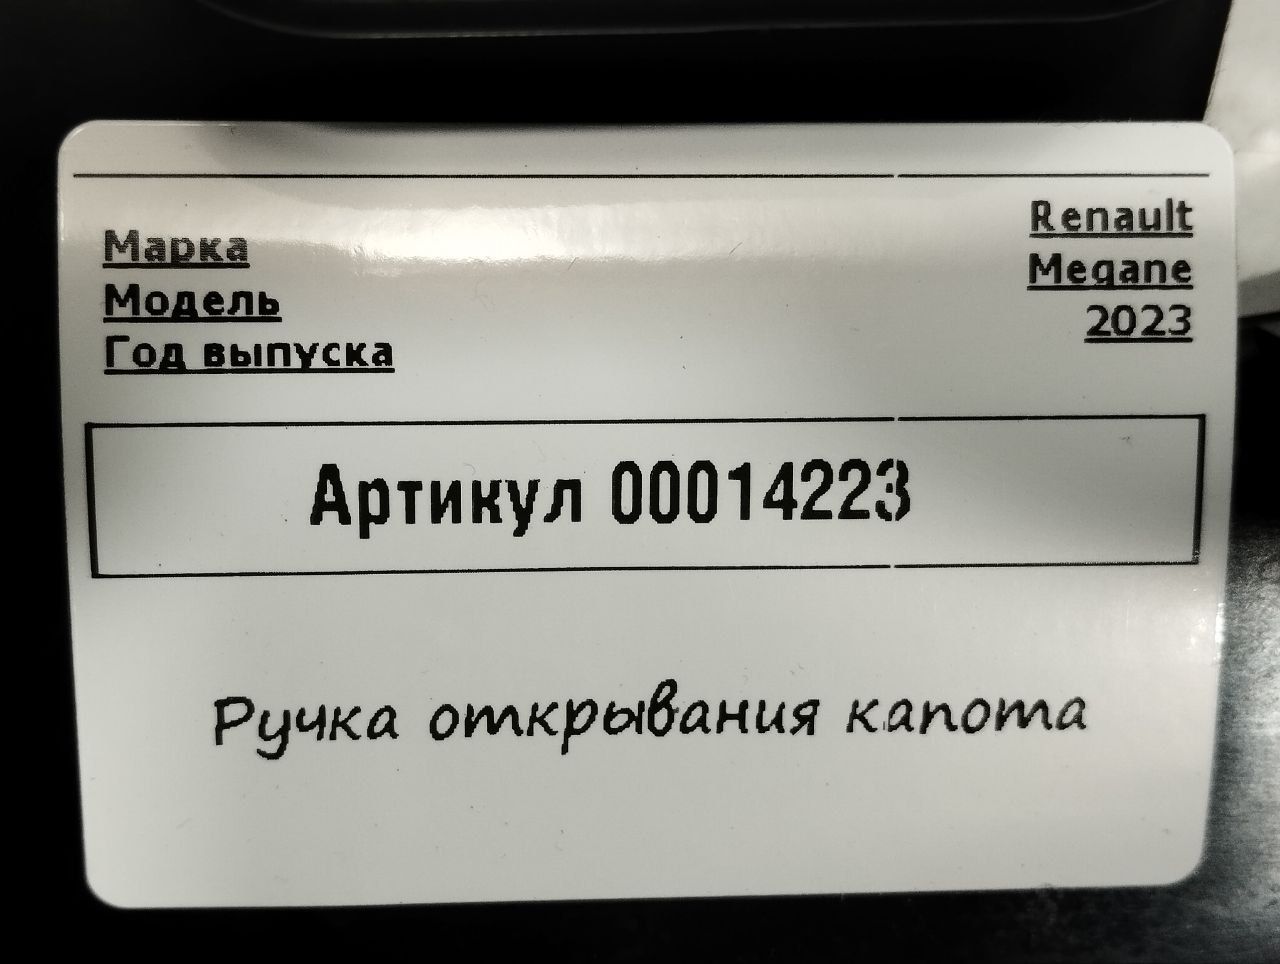 Марка Renault
Модель Megane
Год выпуска 2023
Артикул 00014223
Ручка открывания капота